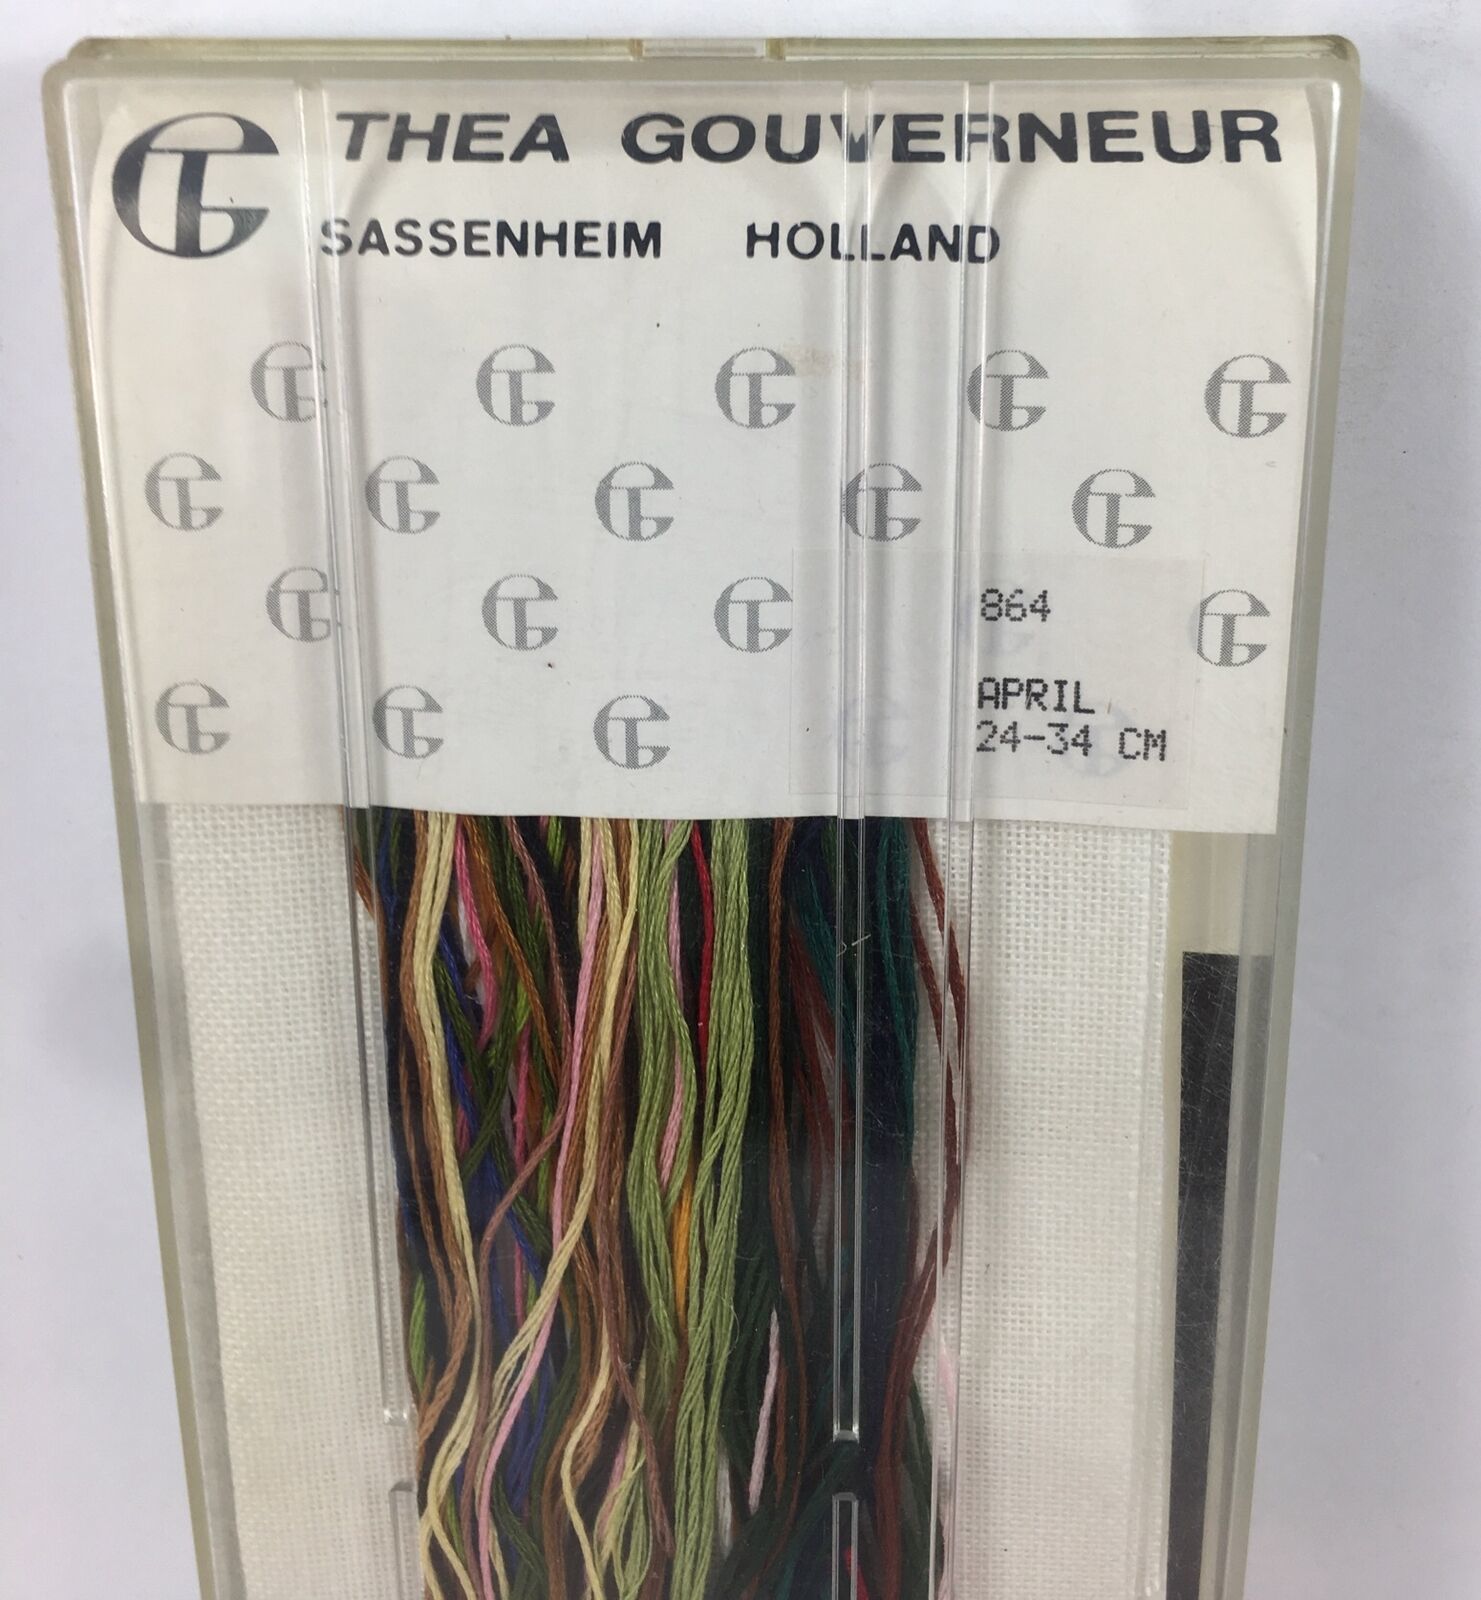 THEA GOUVERNEUR
SASSENHEIM HOLLAND
864
APRIL
24-34 CM